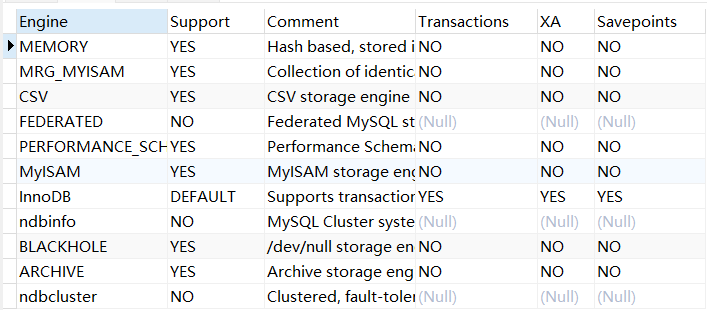 Engine Support Comment Transactions XA Savepoints
MEMORY YES Hash based, stored i NO NO NO
MRG_MYISAM YES Collection of identic NO NO NO
CSV YES CSV storage engine NO NO NO
FEDERATED NO Federated MySQL st (Null) (Null) (Null)
PERFORMANCE_SCH YES Performance Schema NO NO NO
MyISAM YES MyISAM storage eng NO NO NO
InnoDB DEFAULT Supports transaction YES YES YES
ndbinfo NO MySQL Cluster syste (Null) (Null) (Null)
BLACKHOLE YES /dev/null storage en NO NO NO
ARCHIVE YES Archive storage eng NO NO NO
ndbcluster NO Clustered, fault-toler (Null) (Null) (Null)